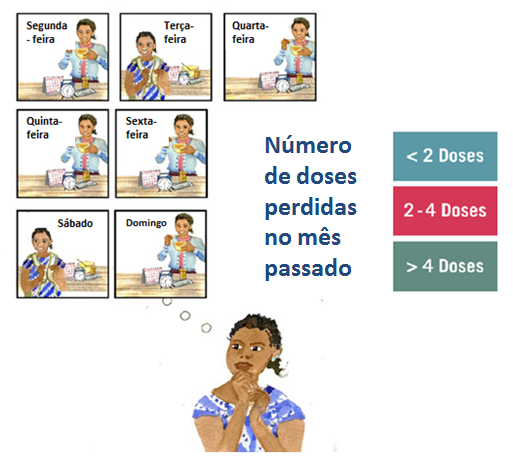 Segunda
- feira
Terça-
feira
Quarta-
feira
Quinta-
feira
Sexta-
feira
Sábado
Domingo
Número
de doses
perdidas
no mês
passado
< 2 Doses
2 - 4 Doses
> 4 Doses